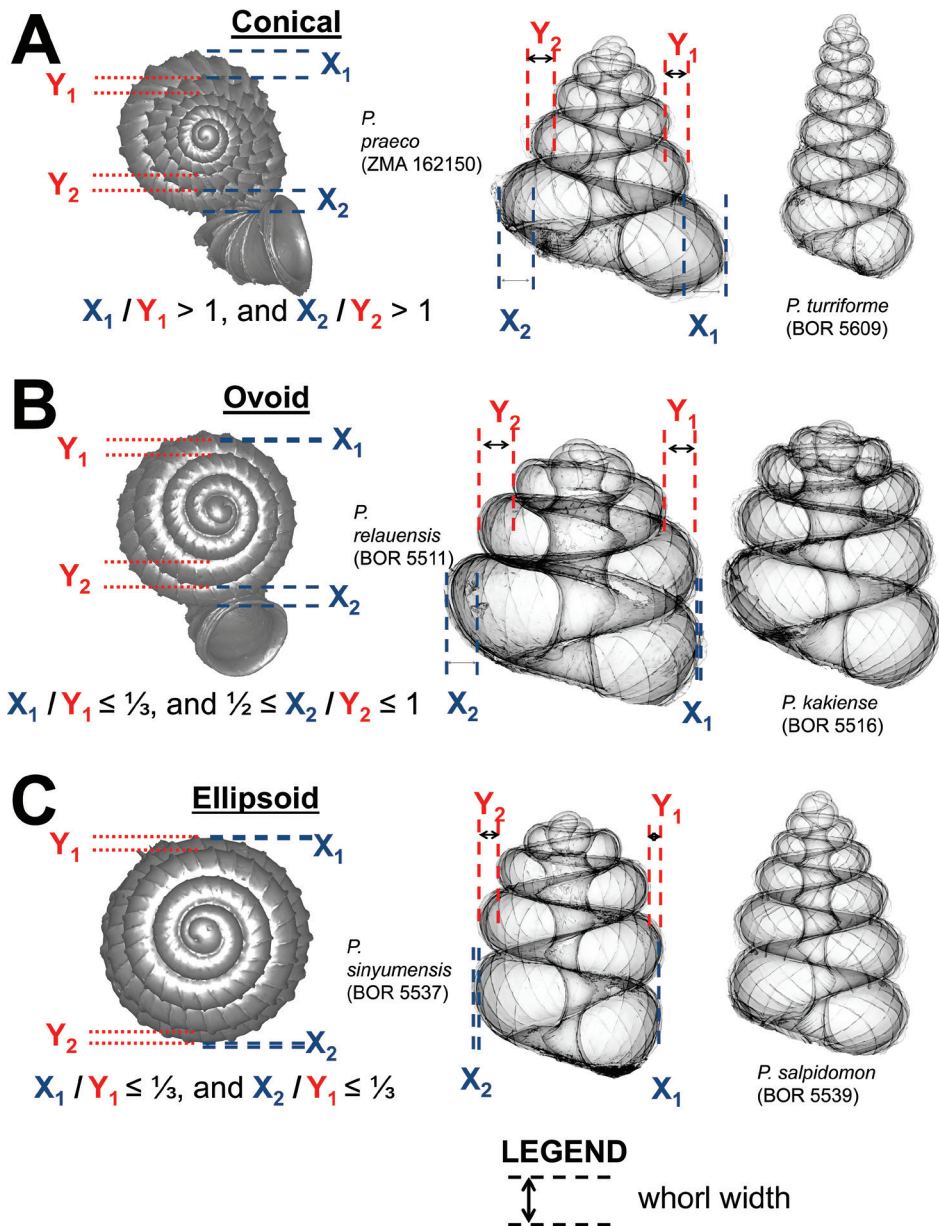 A
Conical
X₁
Y₁
Y₂
X₂
P.
praeco
(ZMA 162150)
Y₂
Y₁
X₂
X₁
P. turriforme
(BOR 5609)
X₁ / Y₁ > 1, and X₂ / Y₂ > 1
B
Ovoid
Y₁
X₁
Y₂
X₂
P.
relauensis
(BOR 5511)
Y₂
Y₁
X₂
X₁
P. kakiense
(BOR 5516)
X₁ / Y₁ ≤ ⅓, and ½ ≤ X₂ / Y₂ ≤ 1
C
Ellipsoid
Y₁
X₁
Y₂
X₂
P.
sinyumensis
(BOR 5537)
Y₂
Y₁
X₂
X₁
P. salpidomon
(BOR 5539)
X₁ / Y₁ ≤ ⅓, and X₂ / Y₁ ≤ ⅓
LEGEND
whorl width